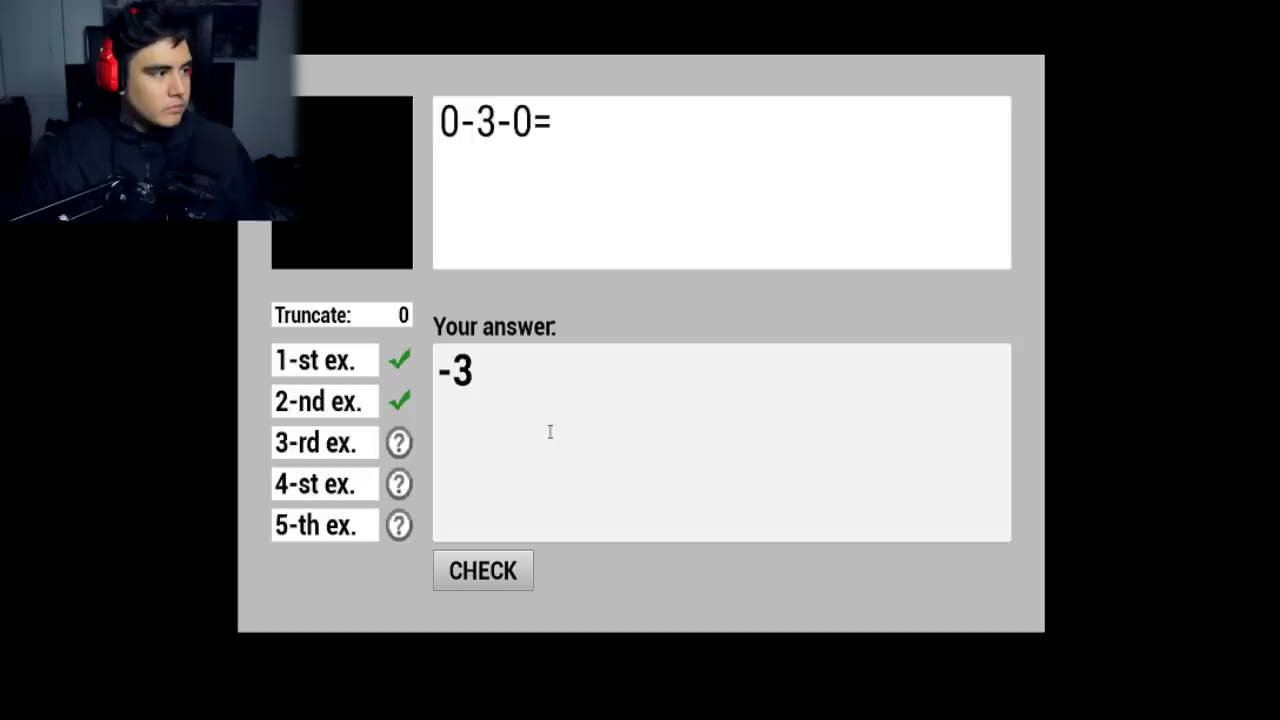 0-3-0=
Truncate: 0
Your answer:
1-st ex.
-3
2-nd ex.
3-rd ex.
4-st ex.
5-th ex.
CHECK